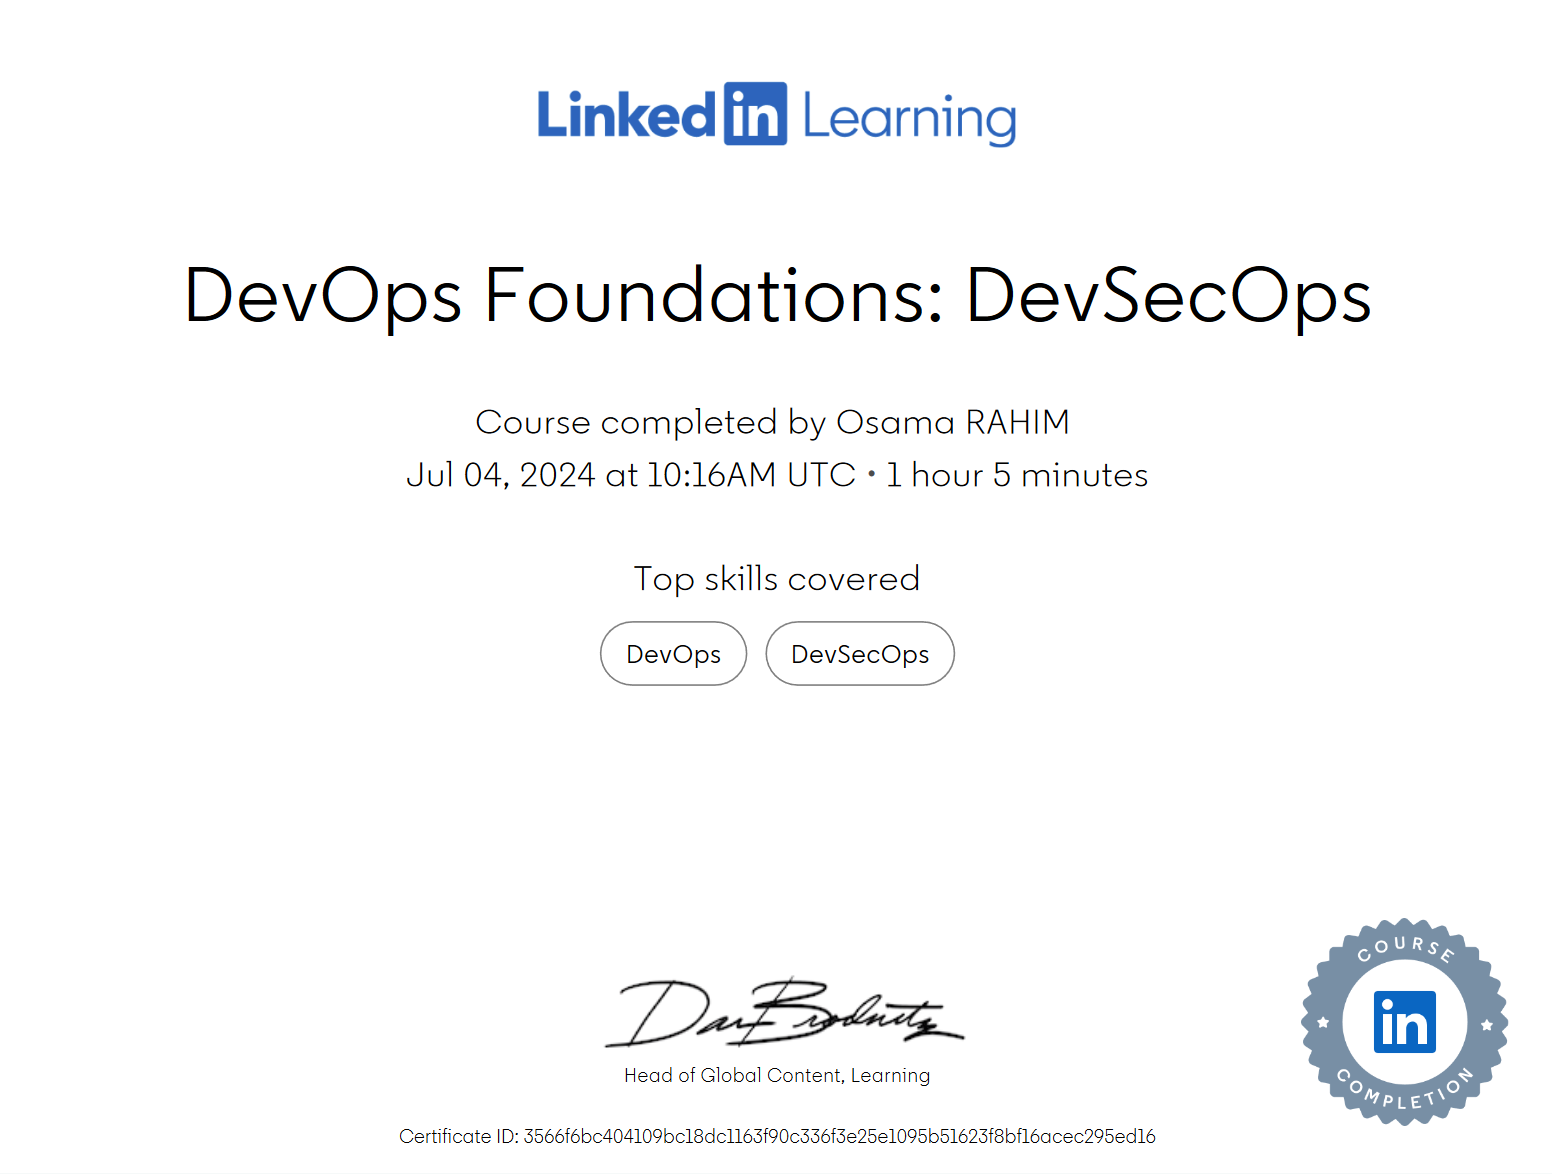 Linked in Learning
DevOps Foundations: DevSecOps
Course completed by Osama RAHIM
Jul 04, 2024 at 10:16AM UTC • 1 hour 5 minutes
Top skills covered
DevOps DevSecOps
Dan Brodnitz
Head of Global Content, Learning
Certificate ID: 3566f6bc404109bc18dc1163f90c336f3e25e1095b51623f8bf16acec295ed16
COURSE
in
COMPLETION